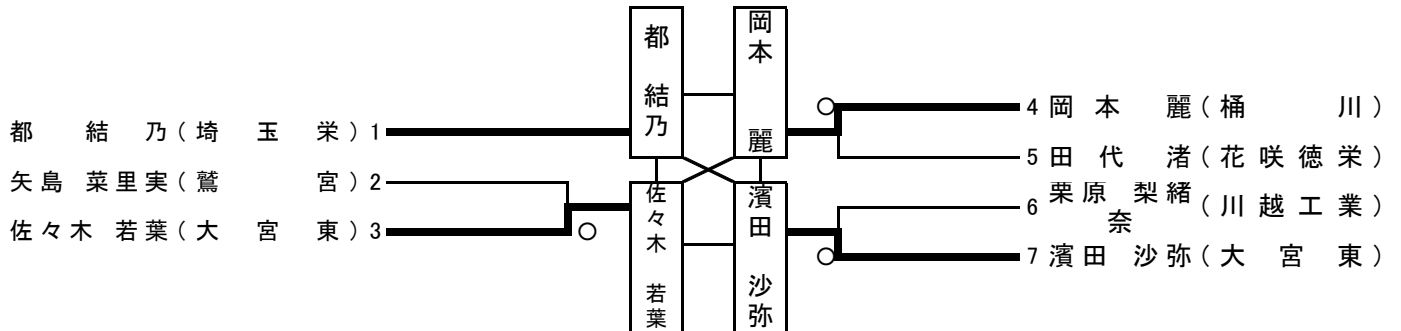 都 結乃(埼玉栄)1
矢島 菜里実(鷲宮)2
佐々木 若葉(大宮東)3
都 結乃
岡本 麗
佐々木 若葉
濱田 沙弥
○
○
○
4 岡本 麗(桶川)
5 田代 渚(花咲徳栄)
6 栗原 梨緒奈(川越工業)
7 濱田 沙弥(大宮東)